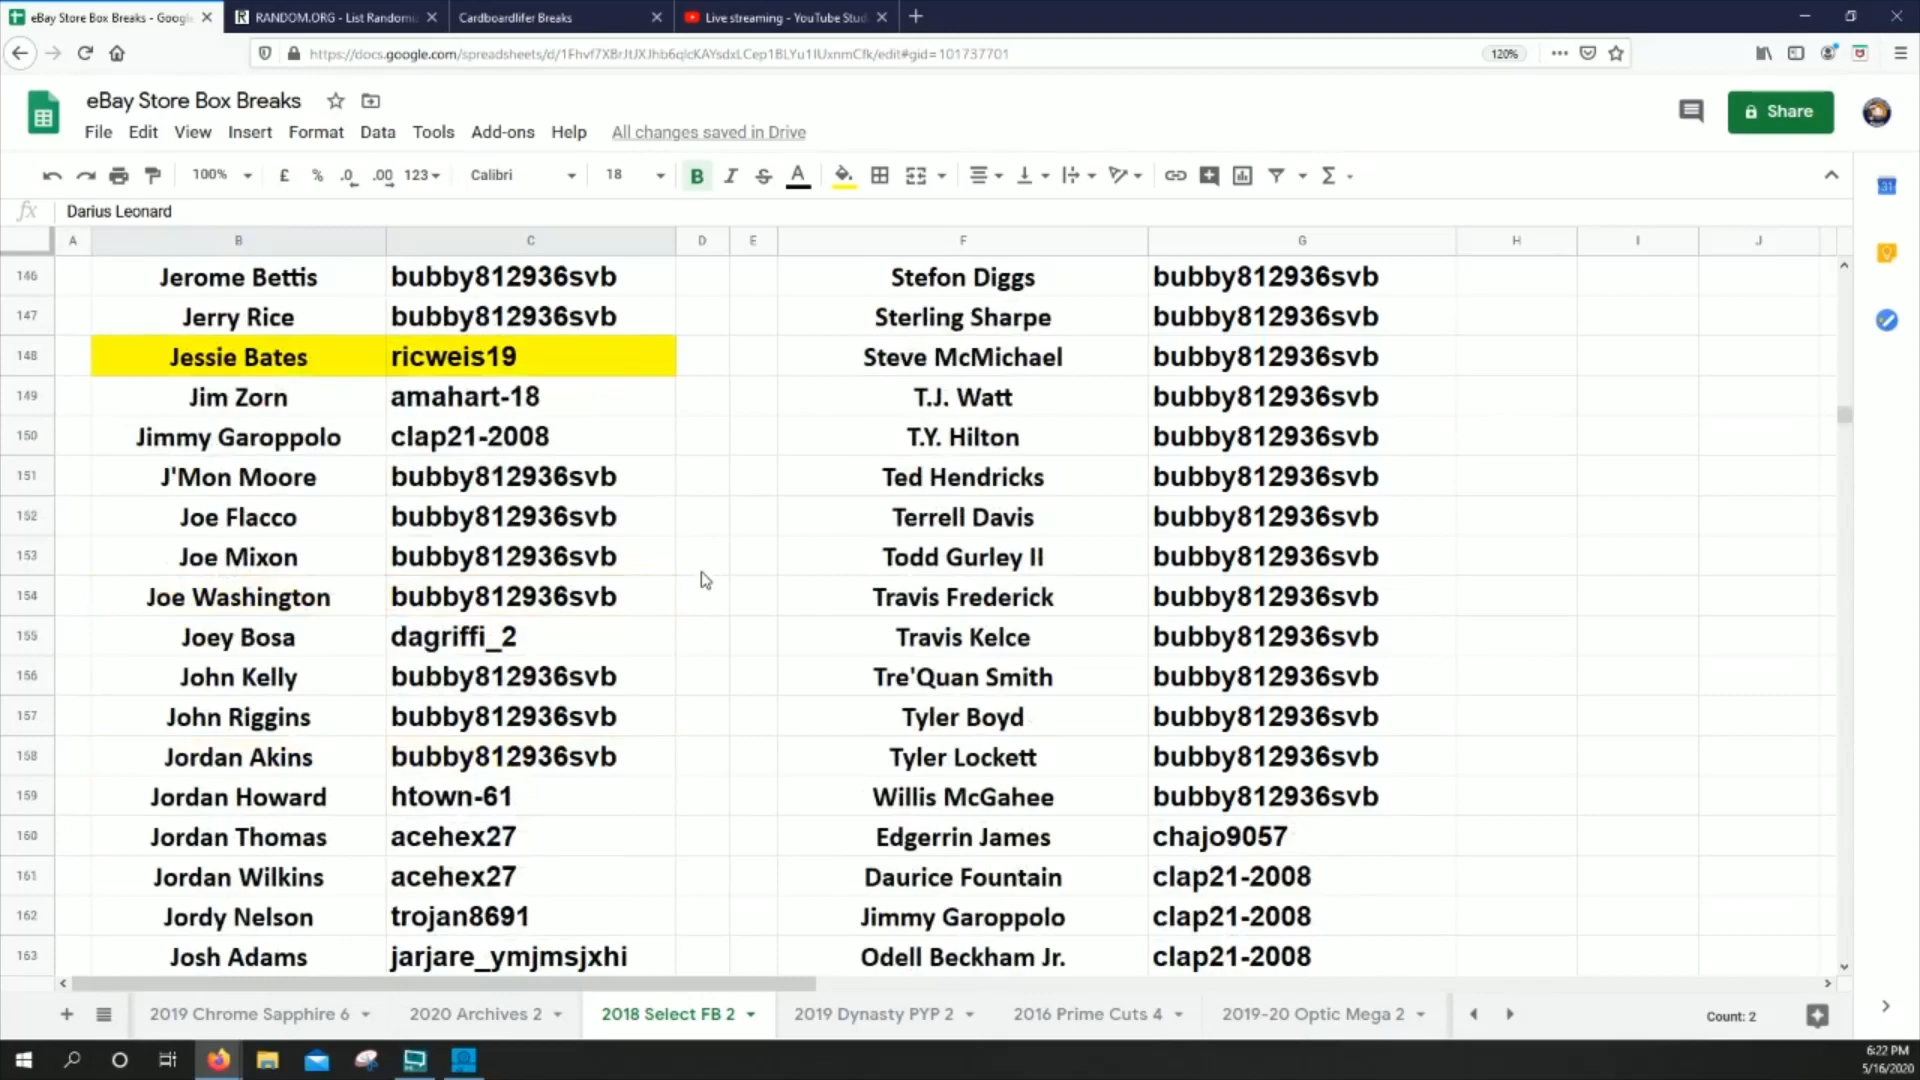 eBay Store Box Breaks - Googl
RANDOM.ORG - List Randomi
Cardboardlifer Breaks
Live streaming - YouTube Stud
120%
eBay Store Box Breaks
Share
File Edit View Insert Format Data Tools Add-ons Help All changes saved in Drive
100% £ % .0 .00 123 Calibri 18 B I S A Σ
fx Darius Leonard
A B C D E F G H I J
146 Jerome Bettis bubby812936svb Stefon Diggs bubby812936svb
147 Jerry Rice bubby812936svb Sterling Sharpe bubby812936svb
148 Jessie Bates ricweis19 Steve McMichael bubby812936svb
149 Jim Zorn amahart-18 T.J. Watt bubby812936svb
150 Jimmy Garoppolo clap21-2008 T.Y. Hilton bubby812936svb
151 J'Mon Moore bubby812936svb Ted Hendricks bubby812936svb
152 Joe Flacco bubby812936svb Terrell Davis bubby812936svb
153 Joe Mixon bubby812936svb Todd Gurley II bubby812936svb
154 Joe Washington bubby812936svb Travis Frederick bubby812936svb
155 Joey Bosa dagriffi_2 Travis Kelce bubby812936svb
156 John Kelly bubby812936svb Tre'Quan Smith bubby812936svb
157 John Riggins bubby812936svb Tyler Boyd bubby812936svb
158 Jordan Akins bubby812936svb Tyler Lockett bubby812936svb
159 Jordan Howard htown-61 Willis McGahee bubby812936svb
160 Jordan Thomas acehex27 Edgerrin James chajo9057
161 Jordan Wilkins acehex27 Daurice Fountain clap21-2008
162 Jordy Nelson trojan8691 Jimmy Garoppolo clap21-2008
163 Josh Adams jarjare_ymjmsjxhi Odell Beckham Jr. clap21-2008
2019 Chrome Sapphire 6 2020 Archives 2 2018 Select FB 2 2019 Dynasty PYP 2 2016 Prime Cuts 4 2019-20 Optic Mega 2 Count: 2
6:22 PM
5/16/2020